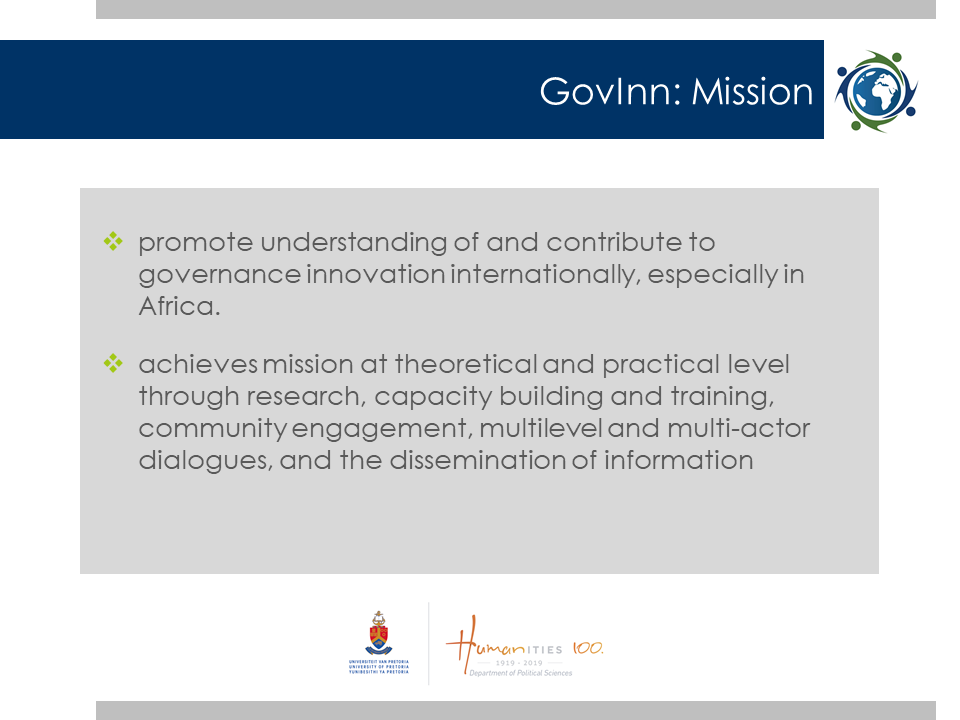 GovInn: Mission
❖ promote understanding of and contribute to
governance innovation internationally, especially in
Africa.
❖ achieves mission at theoretical and practical level
through research, capacity building and training,
community engagement, multilevel and multi-actor
dialogues, and the dissemination of information
UNIVERSITEIT VAN PRETORIA
UNIVERSITY OF PRETORIA
YUNIBESITHI YA PRETORIA
Humanities 100.
1919 - 2019
Department of Political Sciences